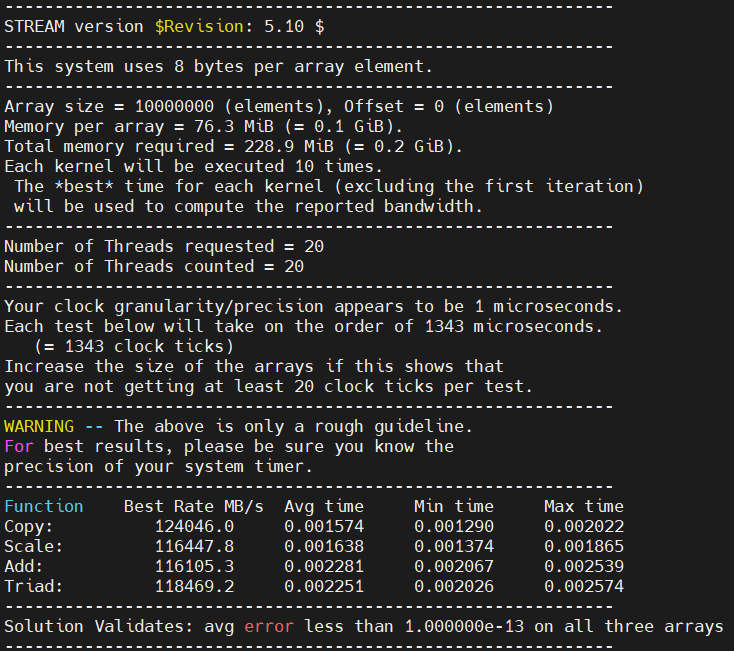 -------------------------------------------------------------
STREAM version $Revision: 5.10 $
-------------------------------------------------------------
This system uses 8 bytes per array element.
-------------------------------------------------------------
Array size = 10000000 (elements), Offset = 0 (elements)
Memory per array = 76.3 MiB (= 0.1 GiB).
Total memory required = 228.9 MiB (= 0.2 GiB).
Each kernel will be executed 10 times.
 The *best* time for each kernel (excluding the first iteration)
 will be used to compute the reported bandwidth.
-------------------------------------------------------------
Number of Threads requested = 20
Number of Threads counted = 20
-------------------------------------------------------------
Your clock granularity/precision appears to be 1 microseconds.
Each test below will take on the order of 1343 microseconds.
   (= 1343 clock ticks)
Increase the size of the arrays if this shows that
you are not getting at least 20 clock ticks per test.
-------------------------------------------------------------
WARNING -- The above is only a rough guideline.
For best results, please be sure you know the
precision of your system timer.
-------------------------------------------------------------
Function    Best Rate MB/s  Avg time     Min time     Max time
Copy:          124046.0     0.001574     0.001290     0.002022
Scale:         116447.8     0.001638     0.001374     0.001865
Add:           116105.3     0.002281     0.002067     0.002539
Triad:         118469.2     0.002251     0.002026     0.002574
-------------------------------------------------------------
Solution Validates: avg error less than 1.000000e-13 on all three arrays
-------------------------------------------------------------